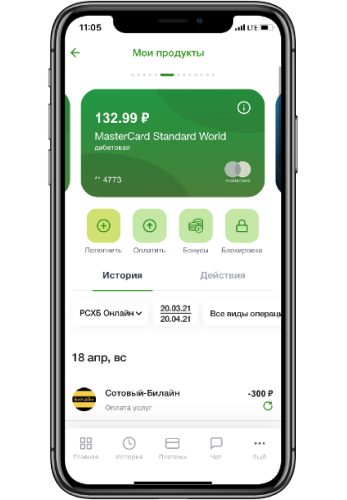 11:05
LTE
Мои продукты
132.99 ₽
MasterCard Standard World
дебетовая
** 4773
mastercard
Пополнить
Оплатить
Бонусы
Блокировка
История
Действия
РСХБ Онлайн
20.03.21
20.04.21
Все виды операци
18 апр, вс
Билайн
Сотовый-Билайн
-300 ₽
Оплата услуг
Главная
История
Платежи
Чат
Ещё